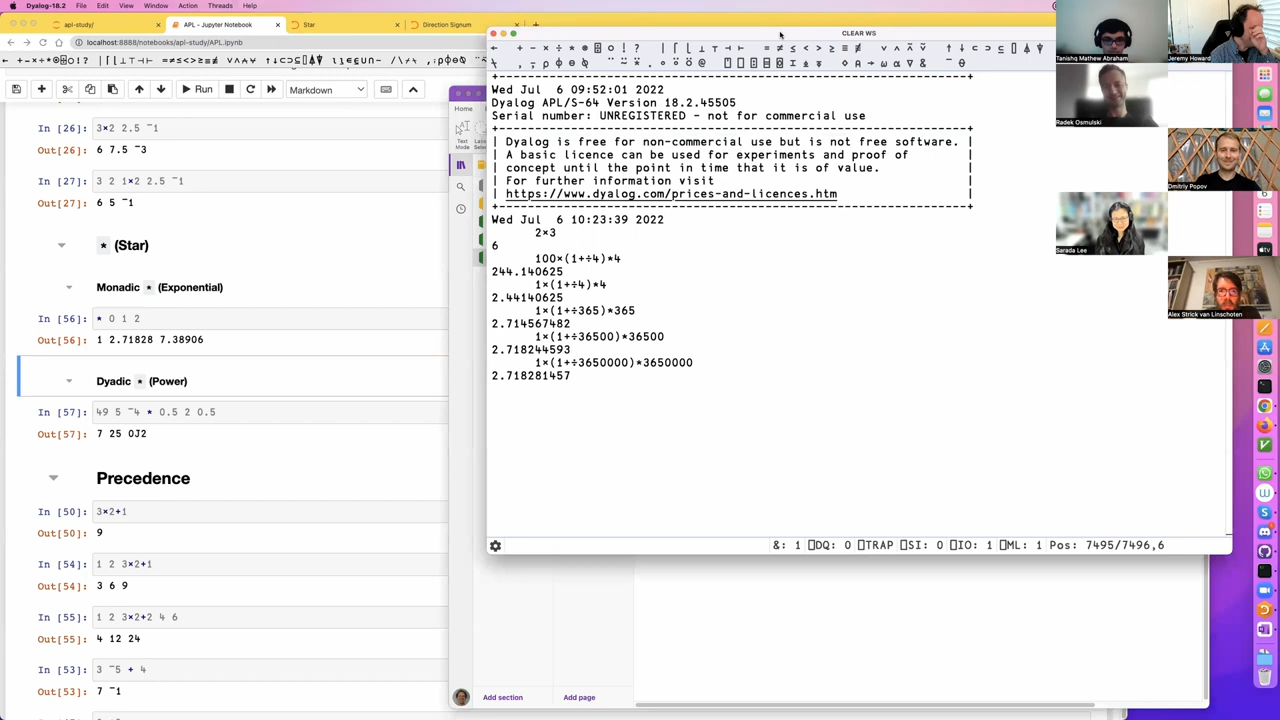 Dyalog-18.2 File Edit View Window Action Threads Help
apl-study/ × APL - Jupyter Notebook × Star × Direction Signum ×
localhost:8888/notebooks/apl-study/APL.ipynb
Run Markdown
In [26]: 3×2 2.5 ¯1
Out[26]: 6 7.5 ¯3
In [27]: 3 2 1×2 2.5 ¯1
Out[27]: 6 5 ¯1
* (Star)
Monadic * (Exponential)
In [56]: * 0 1 2
Out[56]: 1 2.71828 7.38906
Dyadic * (Power)
In [57]: 49 5 ¯4 * 0.5 2 0.5
Out[57]: 7 25 0J2
Precedence
In [50]: 3×2+1
Out[50]: 9
In [54]: 1 2 3×2+1
Out[54]: 3 6 9
In [55]: 1 2 3×2+2 4 6
Out[55]: 4 12 24
In [53]: 3 ¯5 + 4
Out[53]: 7 ¯1
Home
Text Mode
Add section Add page
CLEAR WS
Wed Jul 6 09:52:01 2022
Dyalog APL/S-64 Version 18.2.45505
Serial number: UNREGISTERED - not for commercial use
Dyalog is free for non-commercial use but is not free software.
A basic licence can be used for experiments and proof of
concept until the point in time that it is of value.
For further information visit
https://www.dyalog.com/prices-and-licences.htm
Wed Jul 6 10:23:39 2022
2×3
6
100×(1+÷4)*4
244.140625
1×(1+÷4)*4
2.44140625
1×(1+÷365)*365
2.714567482
1×(1+÷36500)*36500
2.718244593
1×(1+÷3650000)*3650000
2.718281457
&: 1 ⎕DQ: 0 ⎕TRAP ⎕SI: 0 ⎕IO: 1 ⎕ML: 1 Pos: 7495/7496,6
Tanishq Mathew Abraham
Jeremy Howard
Radek Osmulski
Dmitriy Popov
Sarada Lee
Alex Strick van Linschoten